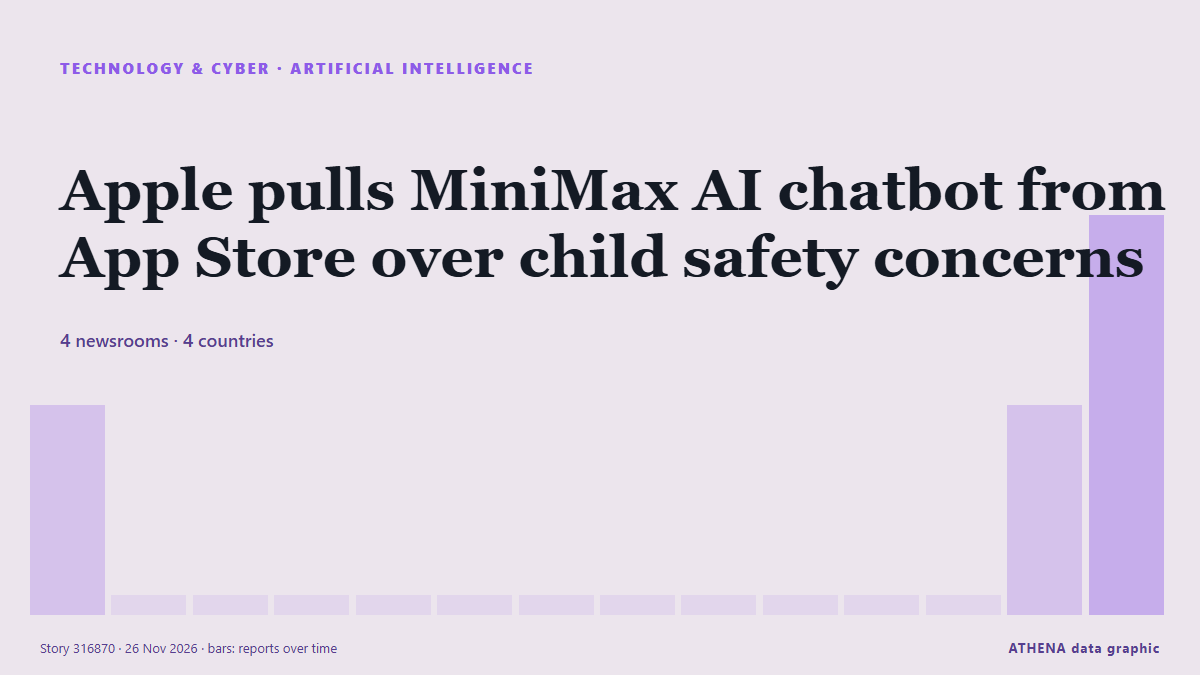 TECHNOLOGY & CYBER · ARTIFICIAL INTELLIGENCE
Apple pulls MiniMax AI chatbot from
App Store over child safety concerns
4 newsrooms · 4 countries
Story 316870 · 26 Nov 2026 · bars: reports over time
ATHENA data graphic